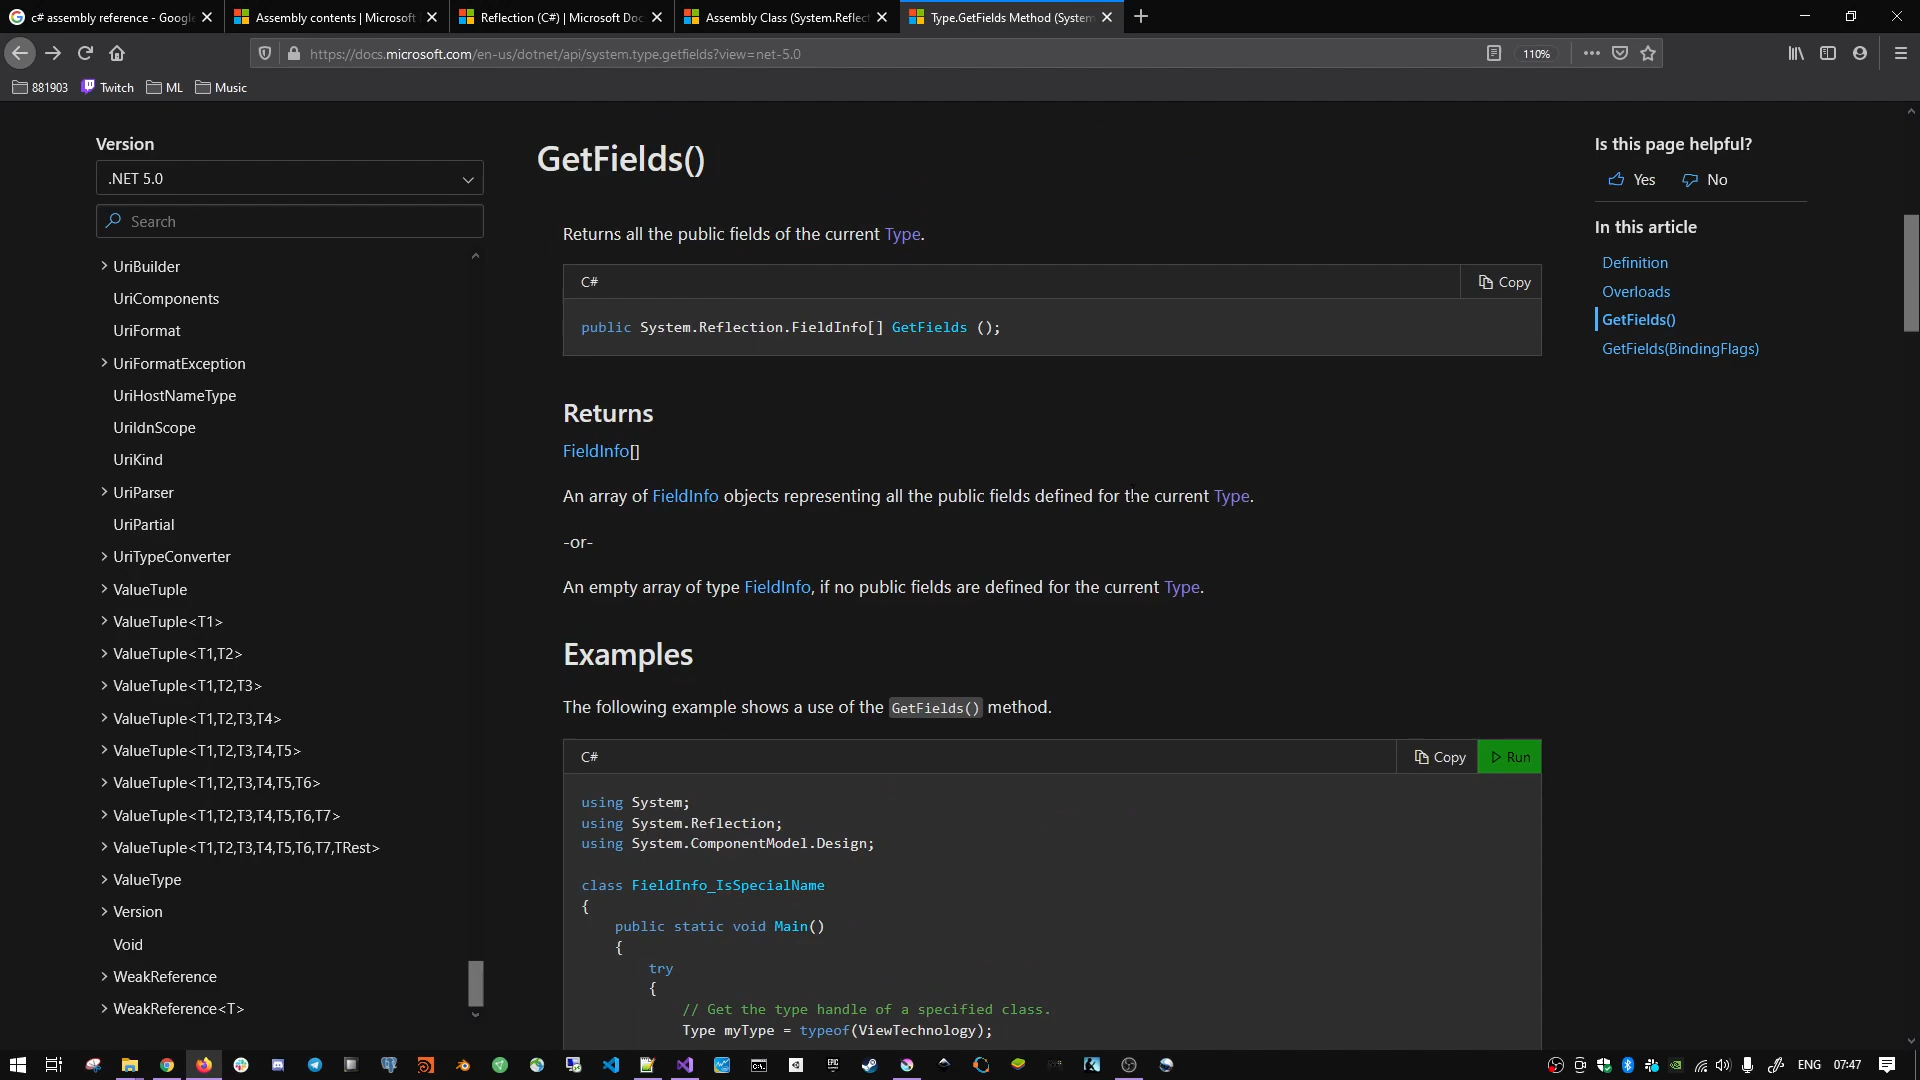 c# assembly reference - Google
Assembly contents | Microsoft
Reflection (C#) | Microsoft Doc
Assembly Class (System.Reflect
Type.GetFields Method (System
https://docs.microsoft.com/en-us/dotnet/api/system.type.getfields?view=net-5.0
110%
881903
Twitch
ML
Music
Version
.NET 5.0
Search
UriBuilder
UriComponents
UriFormat
UriFormatException
UriHostNameType
UriIdnScope
UriKind
UriParser
UriPartial
UriTypeConverter
ValueTuple
ValueTuple<T1>
ValueTuple<T1,T2>
ValueTuple<T1,T2,T3>
ValueTuple<T1,T2,T3,T4>
ValueTuple<T1,T2,T3,T4,T5>
ValueTuple<T1,T2,T3,T4,T5,T6>
ValueTuple<T1,T2,T3,T4,T5,T6,T7>
ValueTuple<T1,T2,T3,T4,T5,T6,T7,TRest>
ValueType
Version
Void
WeakReference
WeakReference<T>
GetFields()
Returns all the public fields of the current Type.
C#
Copy
public System.Reflection.FieldInfo[] GetFields ();
Returns
FieldInfo[]
An array of FieldInfo objects representing all the public fields defined for the current Type.
-or-
An empty array of type FieldInfo, if no public fields are defined for the current Type.
Examples
The following example shows a use of the GetFields() method.
C#
Copy
Run
using System;
using System.Reflection;
using System.ComponentModel.Design;
class FieldInfo_IsSpecialName
{
public static void Main()
{
try
{
// Get the type handle of a specified class.
Type myType = typeof(ViewTechnology);
Is this page helpful?
Yes
No
In this article
Definition
Overloads
GetFields()
GetFields(BindingFlags)
ENG
07:47